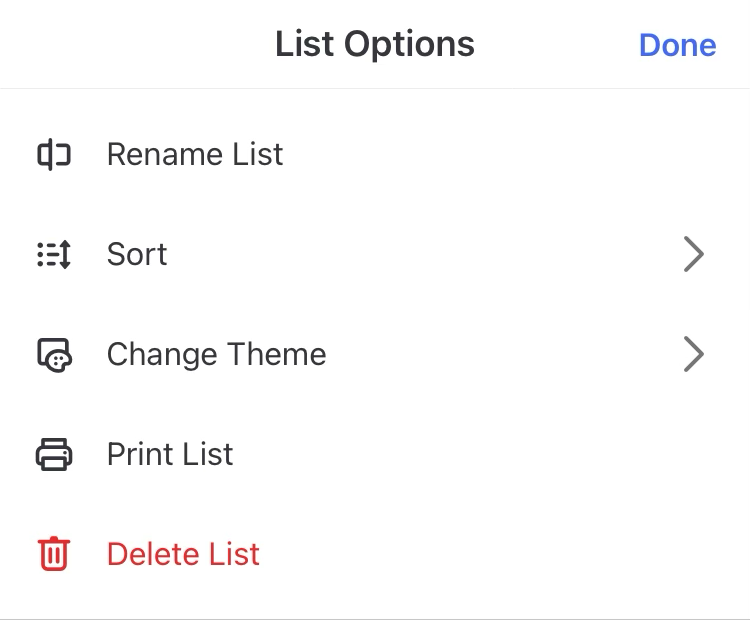 List Options
Done
Rename List
Sort
Change Theme
Print List
Delete List